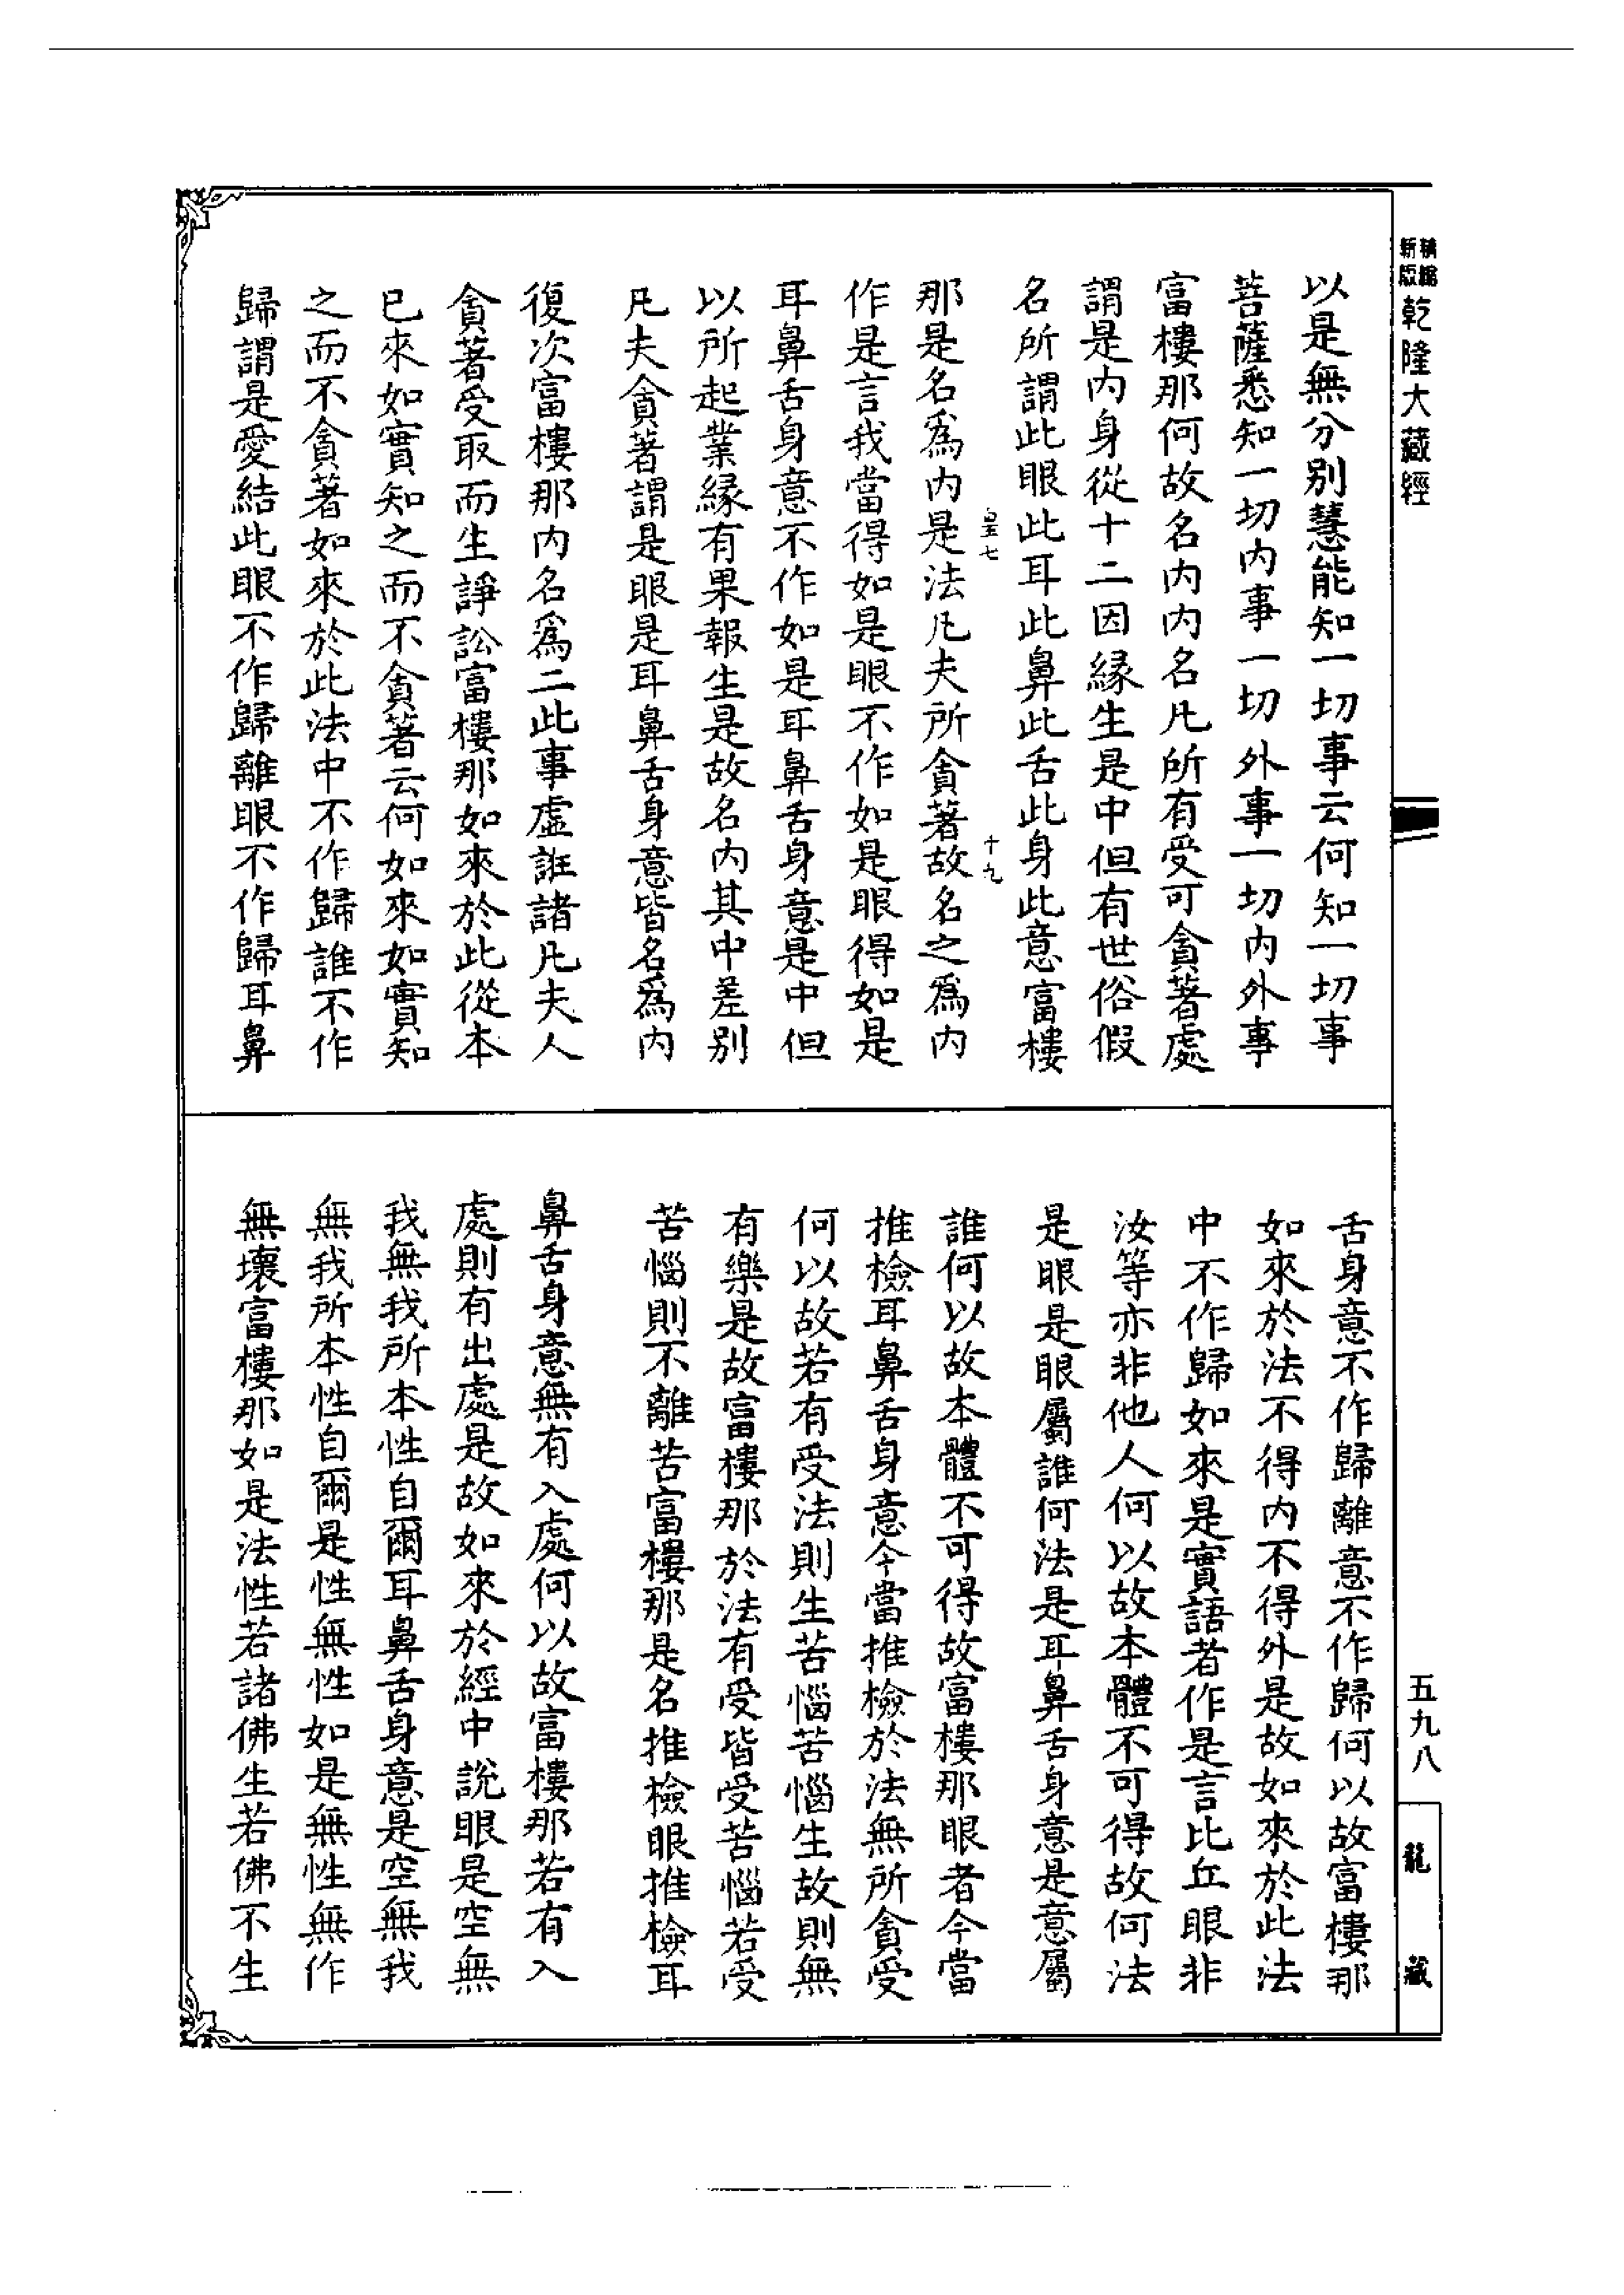 新編
縮版
乾隆大藏經
以是無分別慧能知一切事云何知一切事
菩薩悉知一切內事一切外事一切內外事
富樓那何故名內內名凡所有受可貪著處
謂是內身從十二因緣生是中但有世俗假
名所謂此眼此耳此鼻此舌此身此意富樓
皇七
十九
那是名為內是法凡夫所貪著故名之為內
作是言我當得如是眼不作如是眼得如是
耳鼻舌身意不作如是耳鼻舌身意是中但
以所起業緣有果報生是故名內其中差別
凡夫貪著謂是眼是耳鼻舌身意皆名為內
復次富樓那內名為二此事虛誑諸凡夫人
貪著受取而生諍訟富樓那如來於此從本
已來如實知之而不貪著云何如來如實知
之而不貪著如來於此法中不作歸誰不作
歸謂是愛結此眼不作歸離眼不作歸耳鼻
舌身意不作歸離意不作歸何以故富樓那
如來於法不得內不得外是故如來於此法
中不作歸如來是實語者作是言比丘眼非
汝等亦非他人何以故本體不可得故何法
是眼是眼屬誰何法是耳鼻舌身意是意屬
誰何以故本體不可得故富樓那眼者今當
推檢耳鼻舌身意今當推檢於法無所貪受
何以故若有受法則生苦惱苦惱生故則無
有樂是故富樓那於法有受皆受苦惱若受
苦惱則不離苦富樓那是名推檢眼推檢耳
鼻舌身意無有入處何以故富樓那若有入
處則有出處是故如來於經中說眼是空無
我無我所本性自爾耳鼻舌身意是空無我
無我所本性自爾是性無性如是無性無作
無壞富樓那如是法性若諸佛生若佛不生
五九八
龍藏